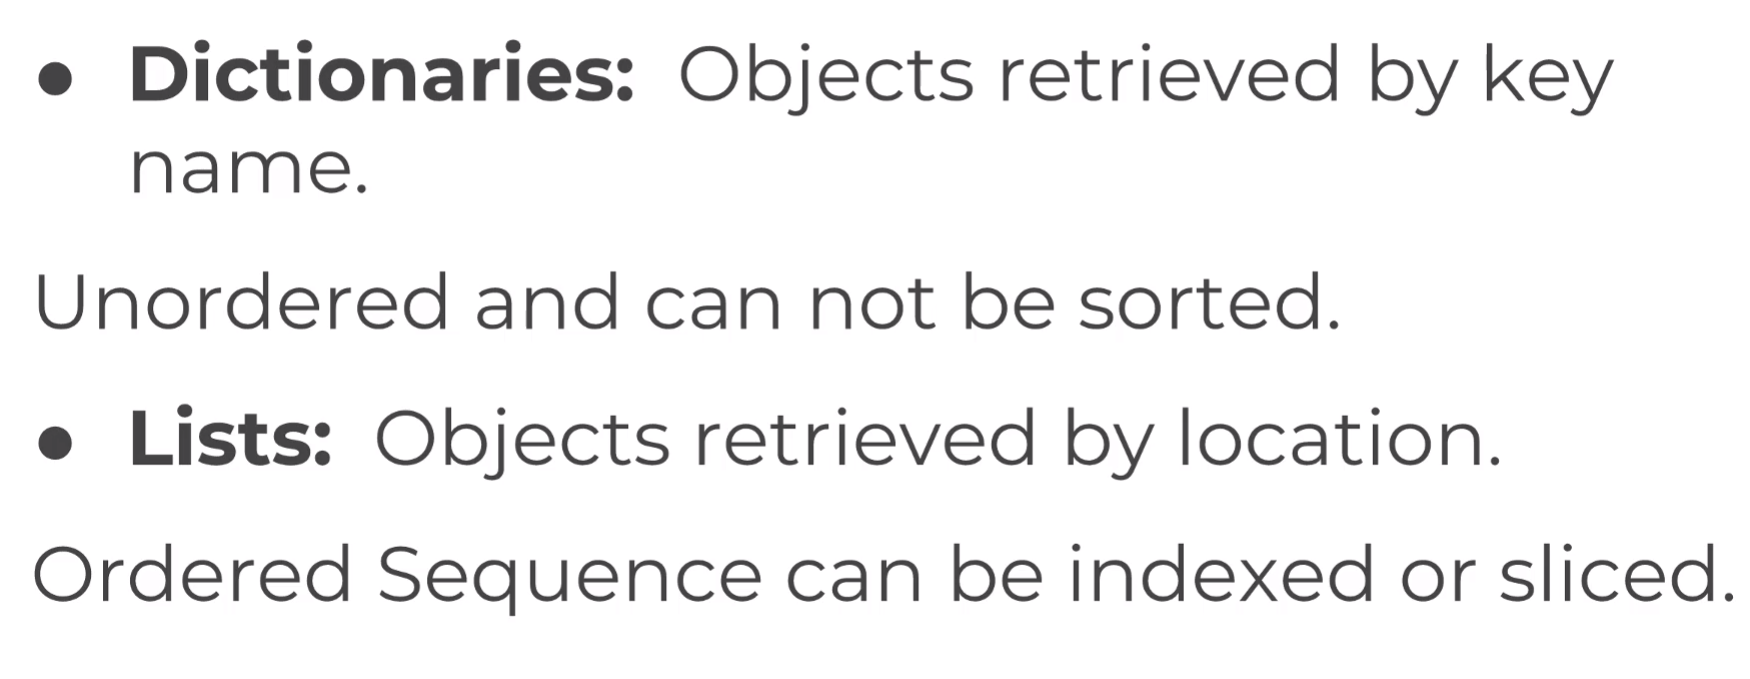 ● Dictionaries: Objects retrieved by key
name.
Unordered and can not be sorted.
● Lists: Objects retrieved by location.
Ordered Sequence can be indexed or sliced.